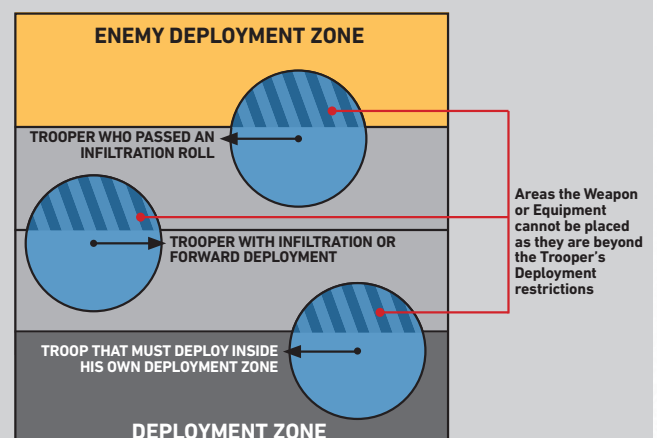 ENEMY DEPLOYMENT ZONE
TROOPER WHO PASSED AN
INFILTRATION ROLL
Areas the Weapon
or Equipment
cannot be placed
as they are beyond
the Trooper's
Deployment
restrictions
TROOPER WITH INFILTRATION OR
FORWARD DEPLOYMENT
TROOP THAT MUST DEPLOY INSIDE
HIS OWN DEPLOYMENT ZONE
DEPLOYMENT ZONE